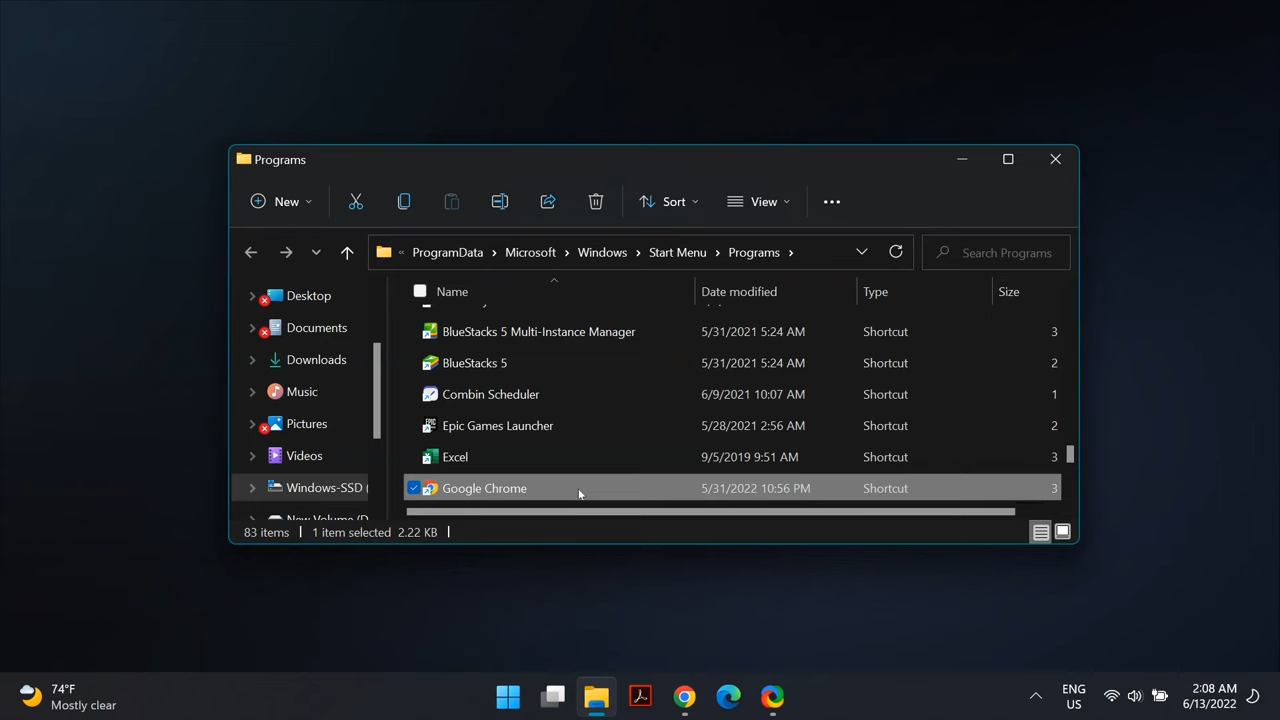 Programs
New
Sort
View
« ProgramData > Microsoft > Windows > Start Menu > Programs >
Search Programs
Name Date modified Type Size
Desktop
Documents
Downloads
Music
Pictures
Videos
Windows-SSD (
New Volume (D
BlueStacks 5 Multi-Instance Manager 5/31/2021 5:24 AM Shortcut 3
BlueStacks 5 5/31/2021 5:24 AM Shortcut 2
Combin Scheduler 6/9/2021 10:07 AM Shortcut 1
Epic Games Launcher 5/28/2021 2:56 AM Shortcut 2
Excel 9/5/2019 9:51 AM Shortcut 3
Google Chrome 5/31/2022 10:56 PM Shortcut 3
83 items 1 item selected 2.22 KB
74°F
Mostly clear
ENG
US
2:08 AM
6/13/2022